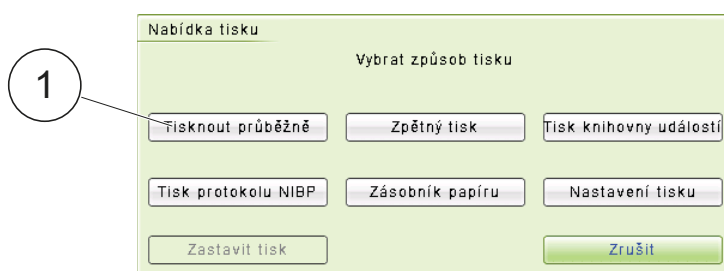 Nabídka tisku
Vybrat způsob tisku
1
Tisknout průběžně Zpětný tisk Tisk knihovny událostí
Tisk protokolu NIBP Zásobník papíru Nastavení tisku
Zastavit tisk Zrušit